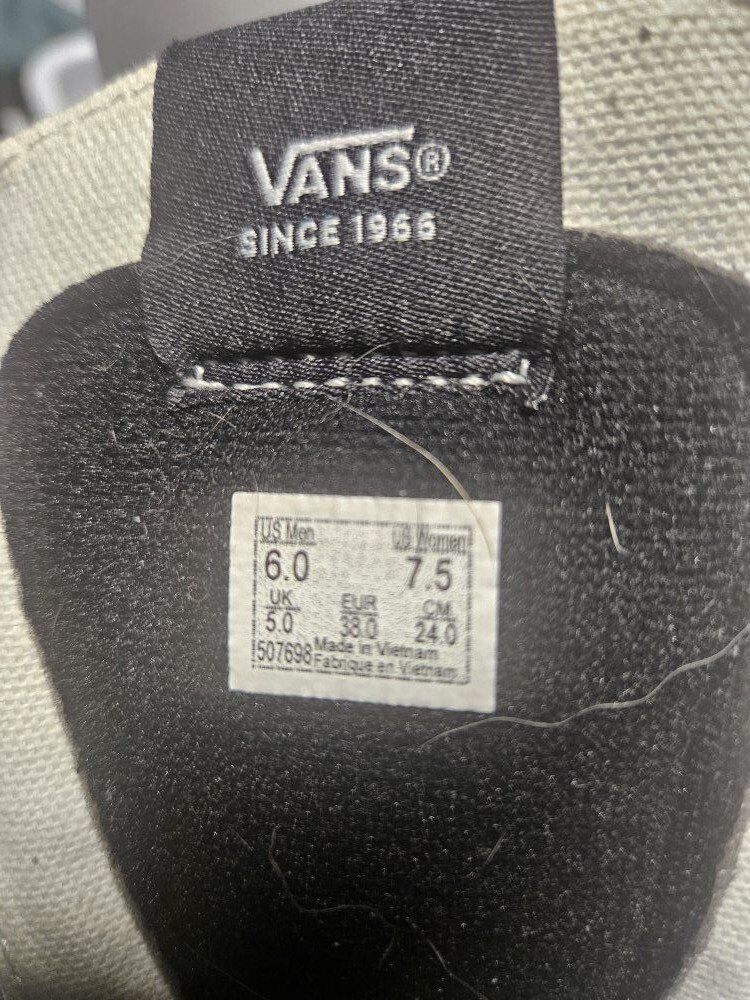 VANS®
SINCE 1966
US Men US Women
6.0 7.5
UK EUR CM
5.0 38.0 24.0
507698 Made in Vietnam
Fabrique en Vietnam